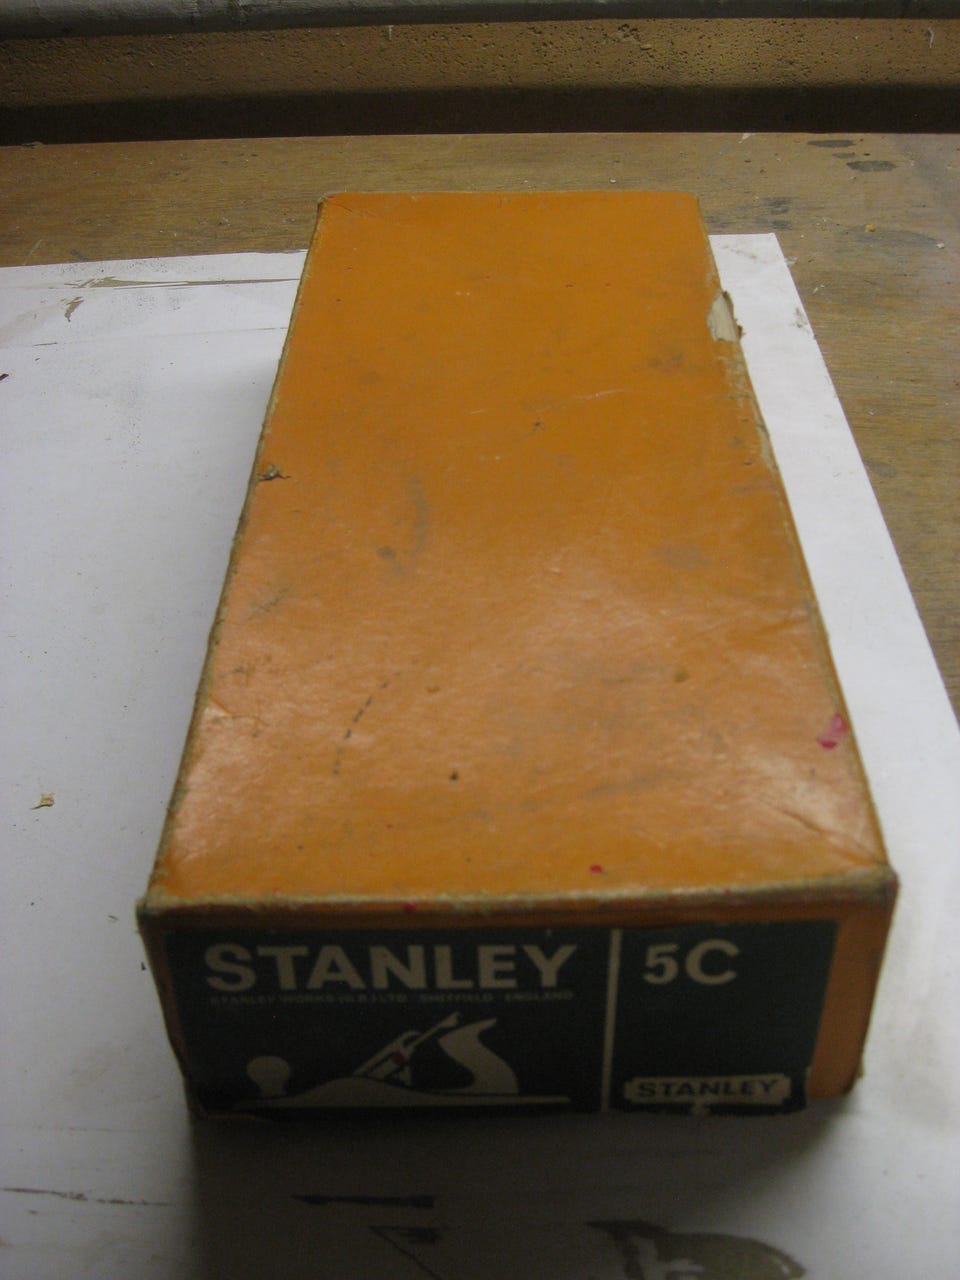 STANLEY
STANLEY WORKS (G.B.) LTD SHEFFIELD ENGLAND
5C
STANLEY